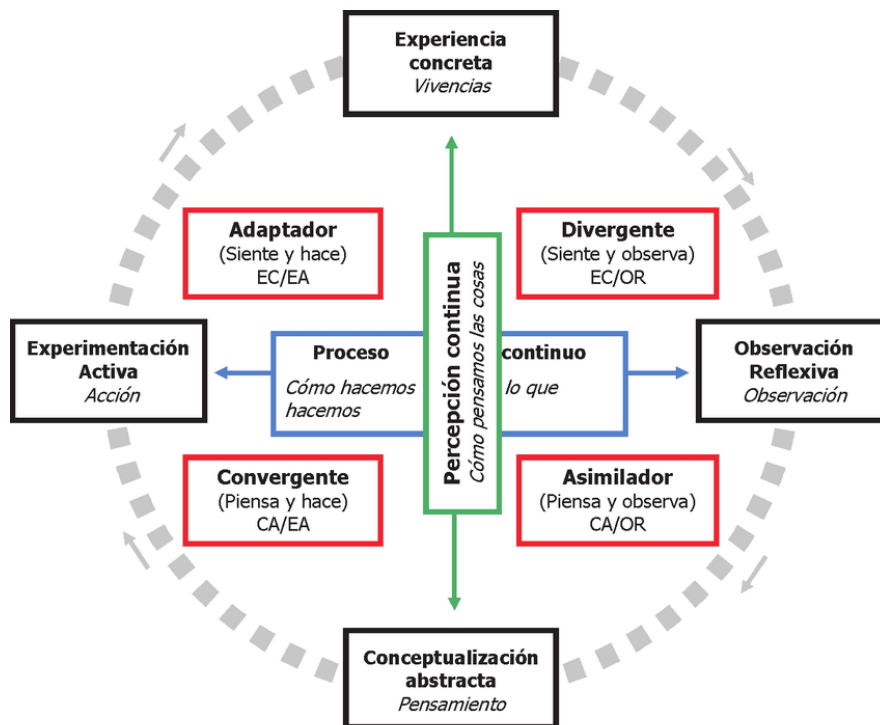 Experiencia
concreta
Vivencias
Adaptador
(Siente y hace)
EC/EA
Divergente
(Siente y observa)
EC/OR
Experimentación
Activa
Acción
Proceso continuo
Cómo hacemos lo que
hacemos
Percepción continua
Cómo pensamos las cosas
Observación
Reflexiva
Observación
Convergente
(Piensa y hace)
CA/EA
Asimilador
(Piensa y observa)
CA/OR
Conceptualización
abstracta
Pensamiento